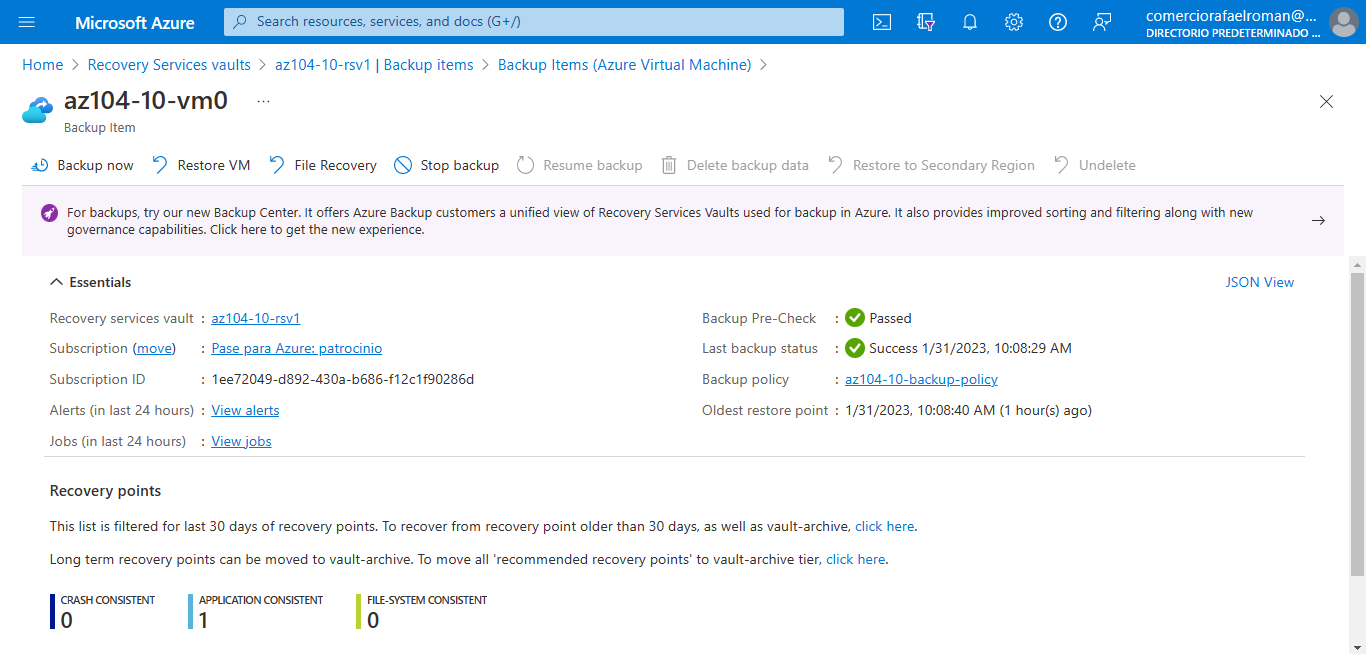 Microsoft Azure
Search resources, services, and docs (G+/)
comerciorafaelroman@...
DIRECTORIO PREDETERMINADO ...
Home > Recovery Services vaults > az104-10-rsv1 | Backup items > Backup Items (Azure Virtual Machine) >
az104-10-vm0 ...
Backup Item
Backup now Restore VM File Recovery Stop backup Resume backup Delete backup data Restore to Secondary Region Undelete
For backups, try our new Backup Center. It offers Azure Backup customers a unified view of Recovery Services Vaults used for backup in Azure. It also provides improved sorting and filtering along with new
governance capabilities. Click here to get the new experience.
Essentials
JSON View
Recovery services vault : az104-10-rsv1
Subscription (move) : Pase para Azure: patrocinio
Subscription ID : 1ee72049-d892-430a-b686-f12c1f90286d
Alerts (in last 24 hours) : View alerts
Jobs (in last 24 hours) : View jobs
Backup Pre-Check : Passed
Last backup status : Success 1/31/2023, 10:08:29 AM
Backup policy : az104-10-backup-policy
Oldest restore point : 1/31/2023, 10:08:40 AM (1 hour(s) ago)
Recovery points
This list is filtered for last 30 days of recovery points. To recover from recovery point older than 30 days, as well as vault-archive, click here.
Long term recovery points can be moved to vault-archive. To move all 'recommended recovery points' to vault-archive tier, click here.
CRASH CONSISTENT
0
APPLICATION CONSISTENT
1
FILE-SYSTEM CONSISTENT
0